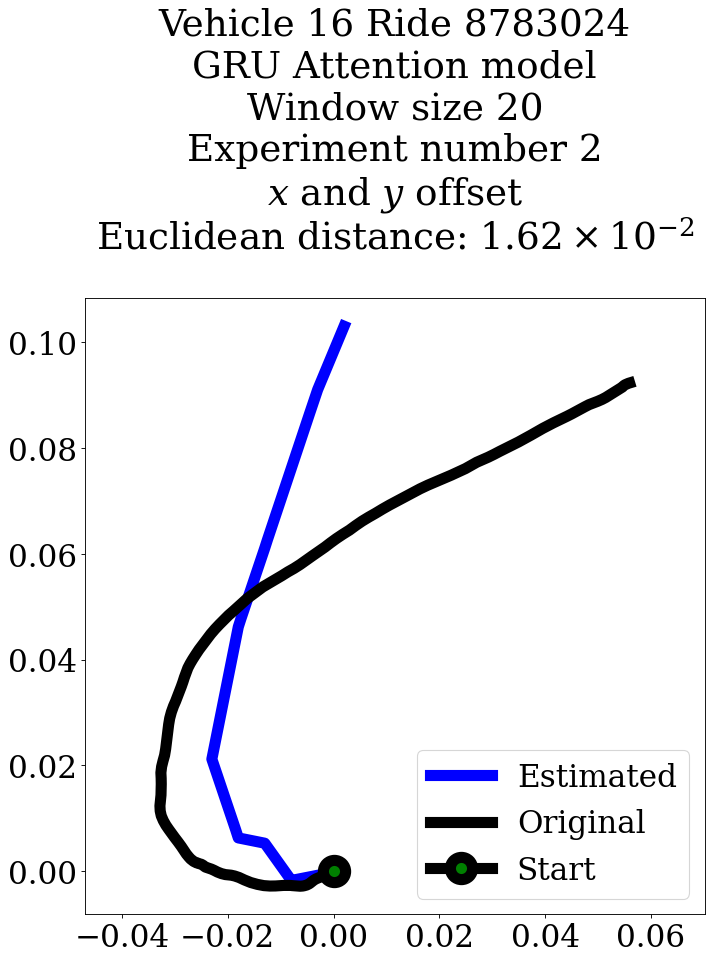 Vehicle 16 Ride 8783024
GRU Attention model
Window size 20
Experiment number 2
x and y offset
Euclidean distance: 1.62 × 10⁻²
0.10
0.08
0.06
0.04
0.02
0.00
Estimated
Original
Start
−0.04 −0.02 0.00 0.02 0.04 0.06